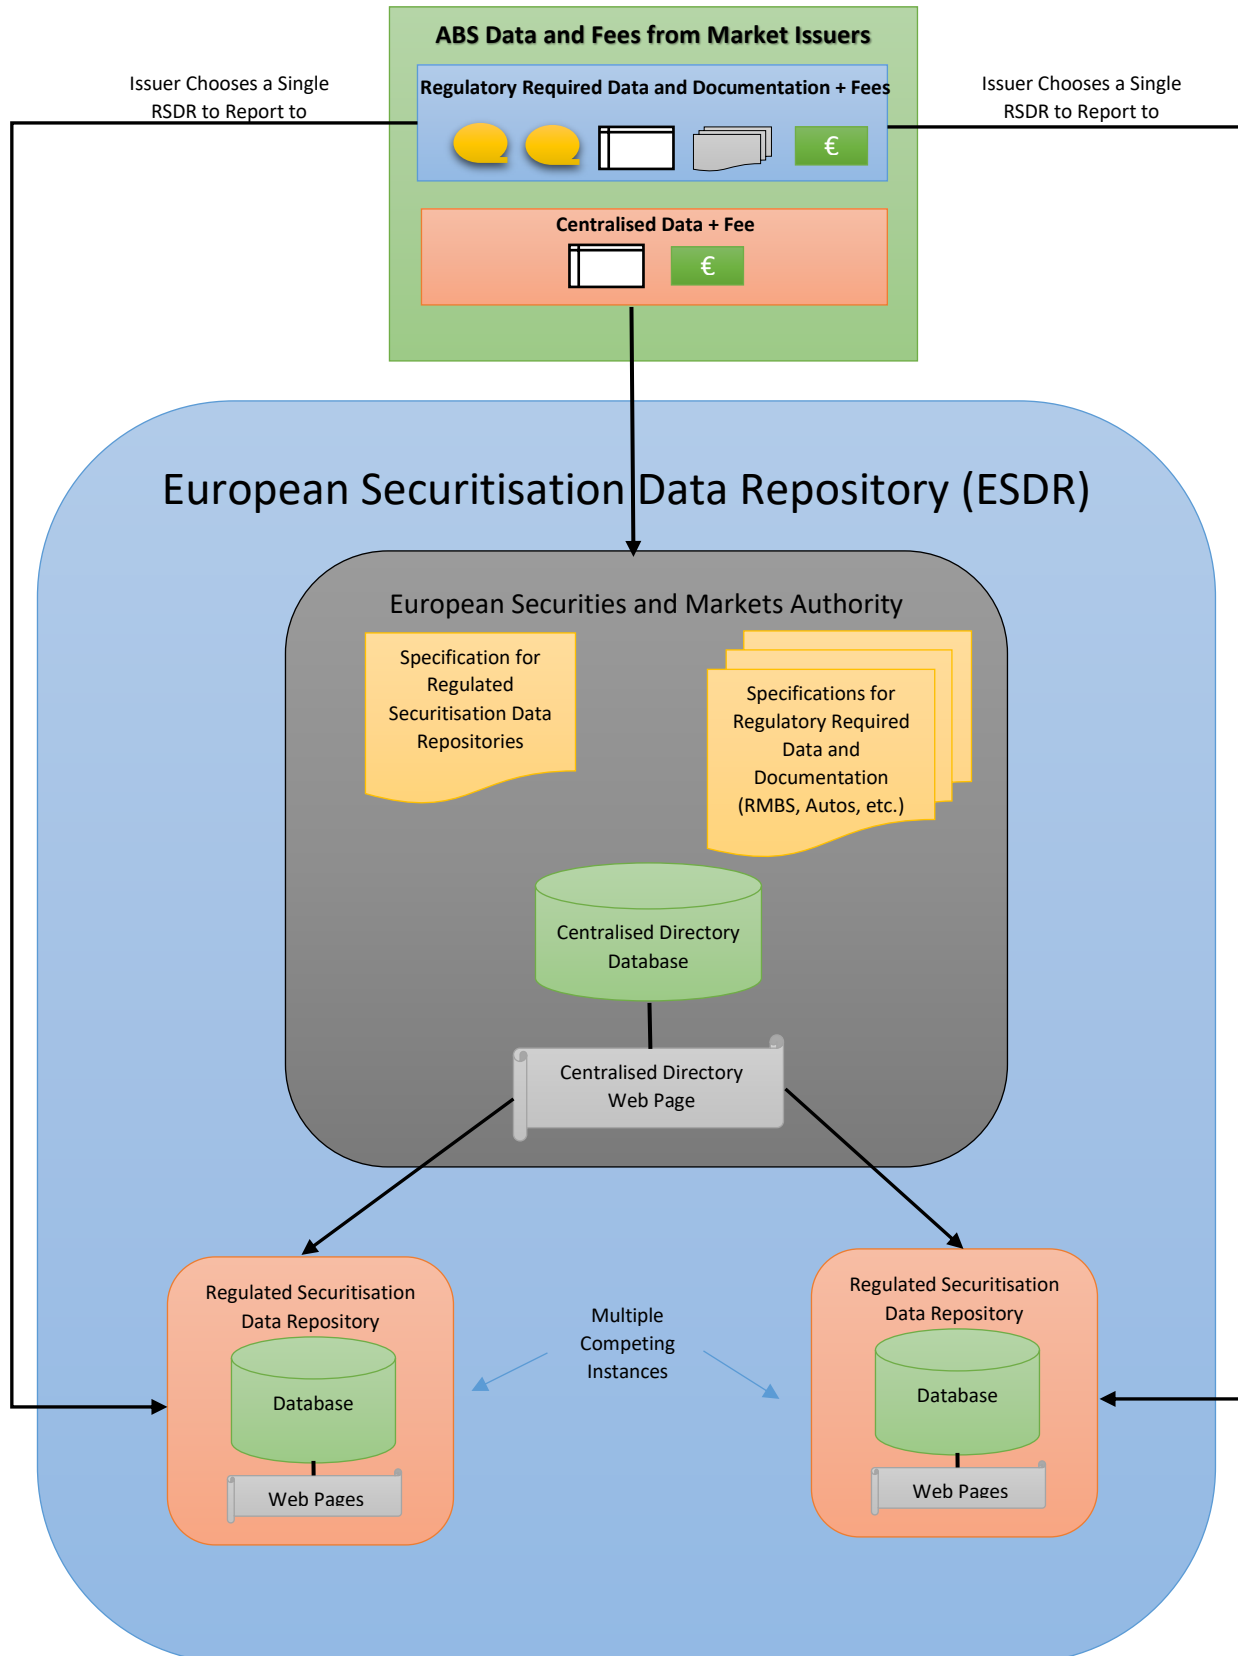 ABS Data and Fees from Market Issuers
Issuer Chooses a Single
RSDR to Report to
Regulatory Required Data and Documentation + Fees
€
Issuer Chooses a Single
RSDR to Report to
Centralised Data + Fee
€
European Securitisation Data Repository (ESDR)
European Securities and Markets Authority
Specification for
Regulated
Securitisation Data
Repositories
Specifications for
Regulatory Required
Data and
Documentation
(RMBS, Autos, etc.)
Centralised Directory
Database
Centralised Directory
Web Page
Regulated Securitisation
Data Repository
Database
Web Pages
Multiple
Competing
Instances
Regulated Securitisation
Data Repository
Database
Web Pages